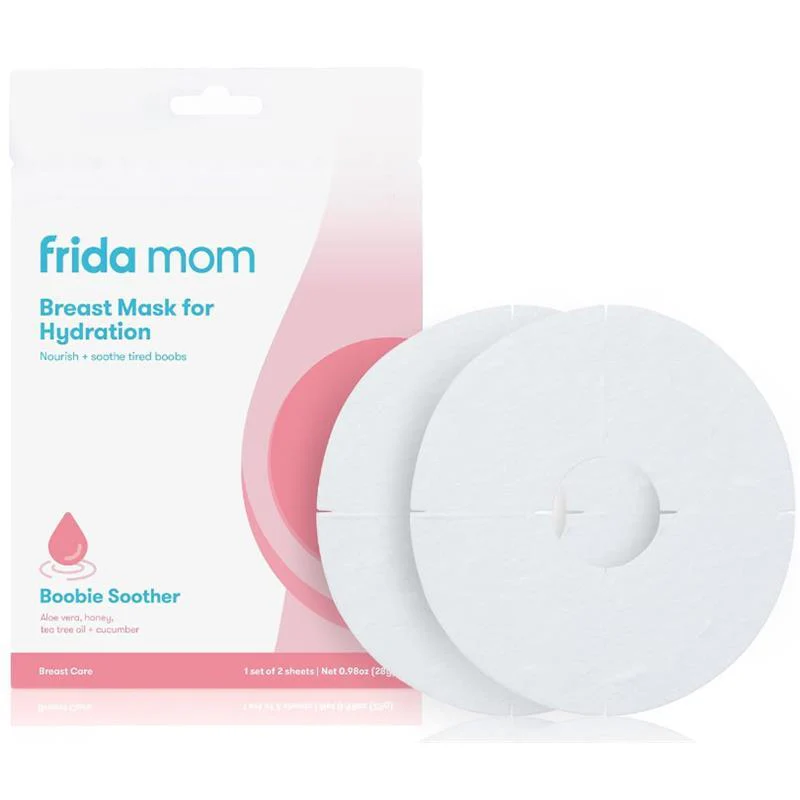 frida mom
Breast Mask for
Hydration
Nourish + soothe tired boobs
Boobie Soother
Aloe vera, honey,
tea tree oil + cucumber
Breast Care
1 set of 2 sheets | Net 0.98oz (28g